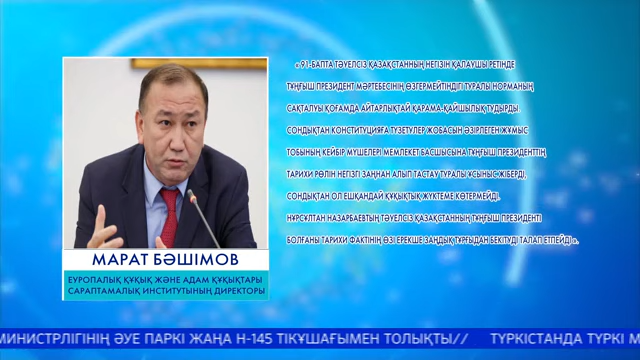 « 91-БАПТА ТӘУЕЛСІЗ ҚАЗАҚСТАННЫҢ НЕГІЗІН ҚАЛАУШЫ РЕТІНДЕ
ТҰҢҒЫШ ПРЕЗИДЕНТ МӘРТЕБЕСІНІҢ ӨЗГЕРМЕЙТІНДІГІ ТУРАЛЫ НОРМАНЫҢ
САҚТАЛУЫ ҚОҒАМДА АЙТАРЛЫҚТАЙ ҚАРАМА-ҚАЙШЫЛЫҚ ТУДЫРДЫ.
СОНДЫҚТАН КОНСТИТУЦИЯҒА ТҮЗЕТУЛЕР ЖОБАСЫН ӘЗІРЛЕГЕН ЖҰМЫС
ТОБЫНЫҢ КЕЙБІР МҮШЕЛЕРІ МЕМЛЕКЕТ БАСШЫСЫНА ТҰҢҒЫШ ПРЕЗИДЕНТТІҢ
ТАРИХИ РӨЛІН НЕГІЗГІ ЗАҢНАН АЛЫП ТАСТАУ ТУРАЛЫ ҰСЫНЫС ЖІБЕРДІ,
СОНДЫҚТАН ОЛ ЕШҚАНДАЙ ҚҰҚЫҚТЫҚ ЖҮКТЕМЕ КӨТЕРМЕЙДІ.
НҰРСҰЛТАН НАЗАРБАЕВТЫҢ ТӘУЕЛСІЗ ҚАЗАҚСТАННЫҢ ТҰҢҒЫШ ПРЕЗИДЕНТІ
БОЛҒАНЫ ТАРИХИ ФАКТІНІҢ ӨЗІ ЕРЕКШЕ ЗАҢДЫҚ ТҰРҒЫДАН БЕКІТУДІ ТАЛАП ЕТПЕЙДІ ».
МАРАТ БӘШІМОВ
ЕУРОПАЛЫҚ ҚҰҚЫҚ ЖӘНЕ АДАМ ҚҰҚЫҚТАРЫ
САРАПТАМАЛЫҚ ИНСТИТУТЫНЫҢ ДИРЕКТОРЫ
МИНИСТРЛІГІНІҢ ӘУЕ ПАРКІ ЖАҢА Н-145 ТІКҰШАҒЫМЕН ТОЛЫҚТЫ// ТҮРКІСТАНДА ТҮРКІ М